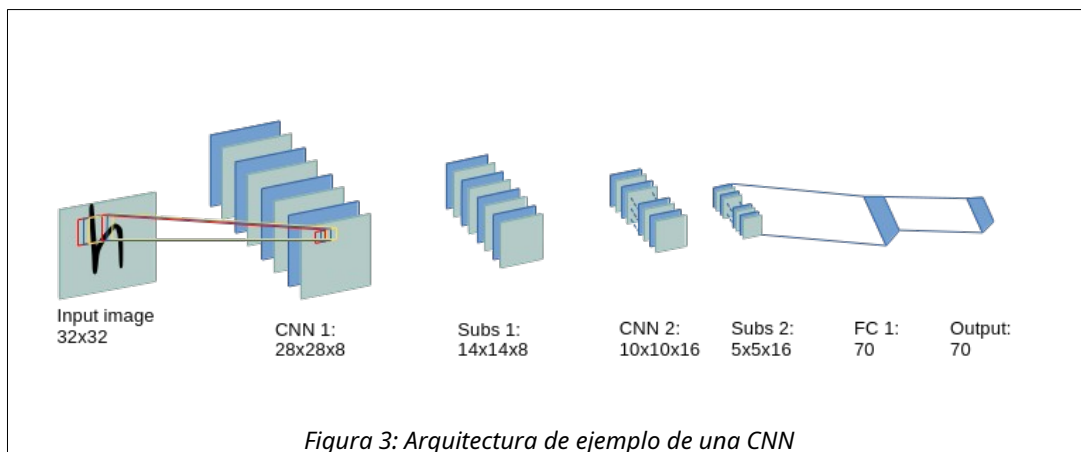 Input image
32x32
CNN 1:
28x28x8
Subs 1:
14x14x8
CNN 2:
10x10x16
Subs 2:
5x5x16
FC 1:
70
Output:
70
Figura 3: Arquitectura de ejemplo de una CNN